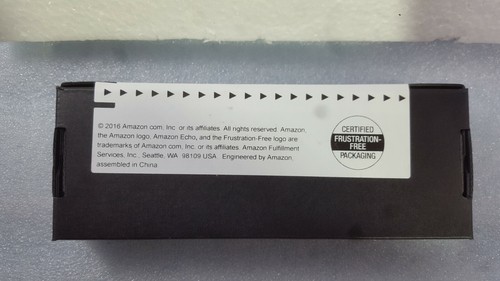 © 2016 Amazon com, Inc. or its affiliates. All rights reserved. Amazon,
the Amazon logo, Amazon Echo, and the Frustration-Free logo are
trademarks of Amazon com, Inc. or its affiliates. Amazon Fulfillment
Services, Inc., Seattle, WA 98109 USA. Engineered by Amazon
assembled in China
CERTIFIED
FRUSTRATION-
FREE
PACKAGING